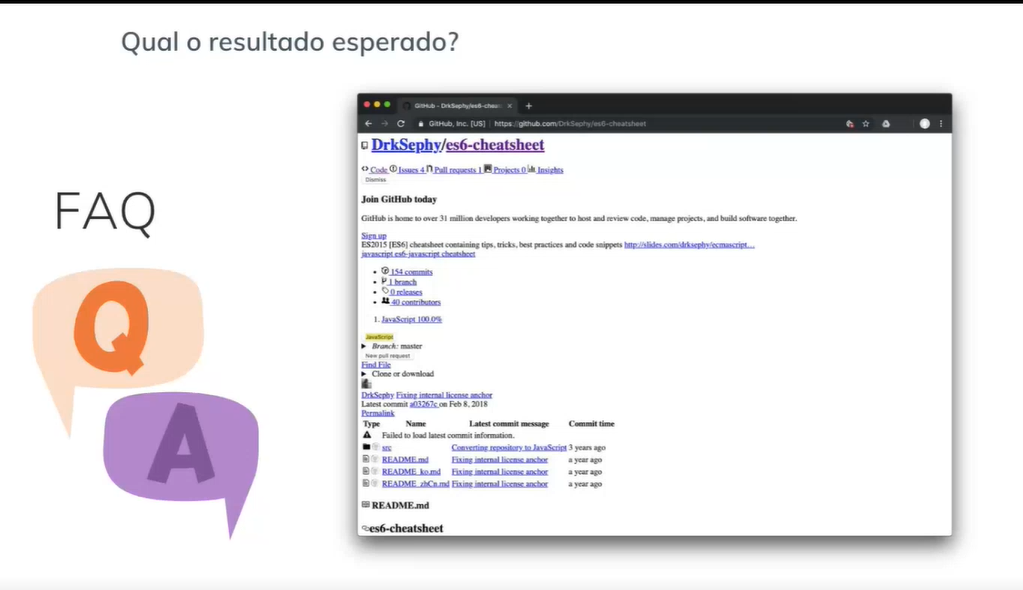 Qual o resultado esperado?
FAQ
Q
A
GitHub - DrkSephy/es6-cheats
GitHub, Inc. [US] | https://github.com/DrkSephy/es6-cheatsheet
DrkSephy/es6-cheatsheet
Code Issues 4 Pull requests 1 Projects 0 Insights
Dismiss
Join GitHub today
GitHub is home to over 31 million developers working together to host and review code, manage projects, and build software together.
Sign up
ES2015 [ES6] cheatsheet containing tips, tricks, best practices and code snippets http://slides.com/drksephy/ecmascript…
javascript es6-javascript cheatsheet
154 commits
1 branch
0 releases
40 contributors
1. JavaScript 100.0%
JavaScript
Branch: master
New pull request
Find File
Clone or download
DrkSephy Fixing internal license anchor
Latest commit a03267c on Feb 8, 2018
Permalink
Type Name Latest commit message Commit time
Failed to load latest commit information.
src Converting repository to JavaScript 3 years ago
README.md Fixing internal license anchor a year ago
README_ko.md Fixing internal license anchor a year ago
README_zhCn.md Fixing internal license anchor a year ago
README.md
es6-cheatsheet